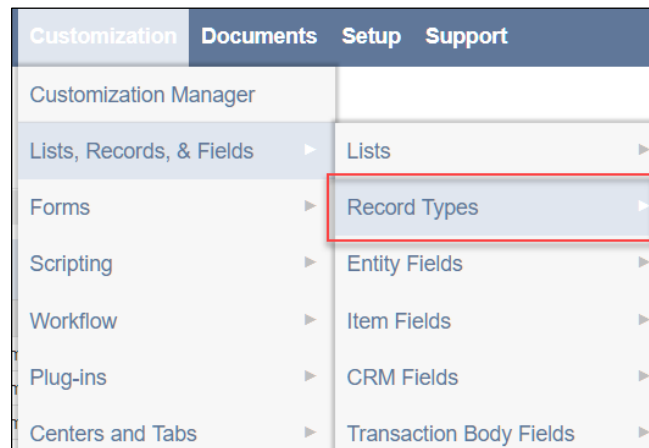 Customization Documents Setup Support
Customization Manager
Lists, Records, & Fields
Forms
Scripting
Workflow
Plug-ins
Centers and Tabs
Lists
Record Types
Entity Fields
Item Fields
CRM Fields
Transaction Body Fields